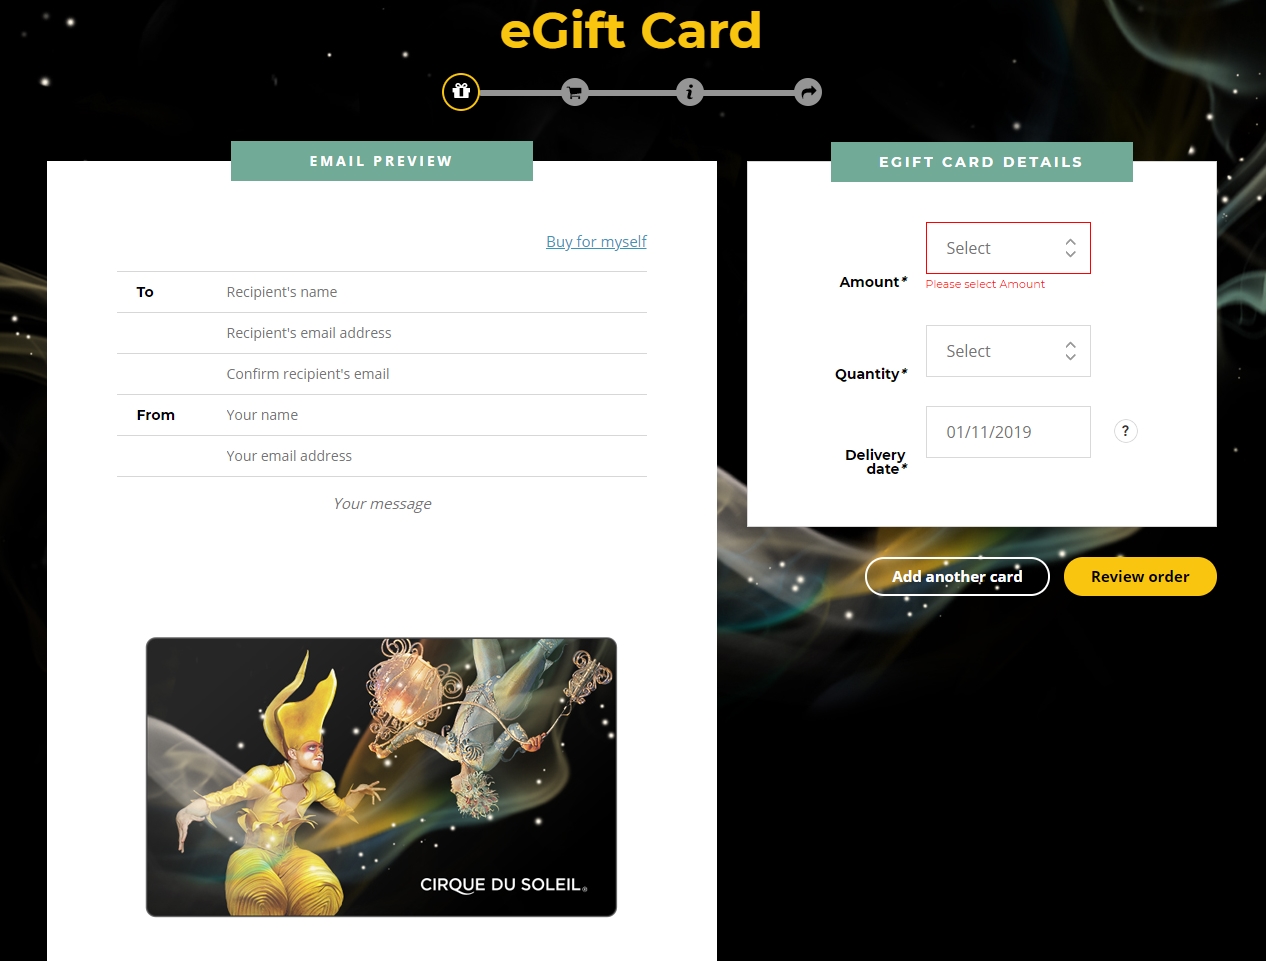 eGift Card
EMAIL PREVIEW
Buy for myself
To Recipient's name
Recipient's email address
Confirm recipient's email
From Your name
Your email address
Your message
CIRQUE DU SOLEIL®
EGIFT CARD DETAILS
Amount* Select
Please select Amount
Quantity* Select
Delivery date* 01/11/2019 ?
Add another card Review order